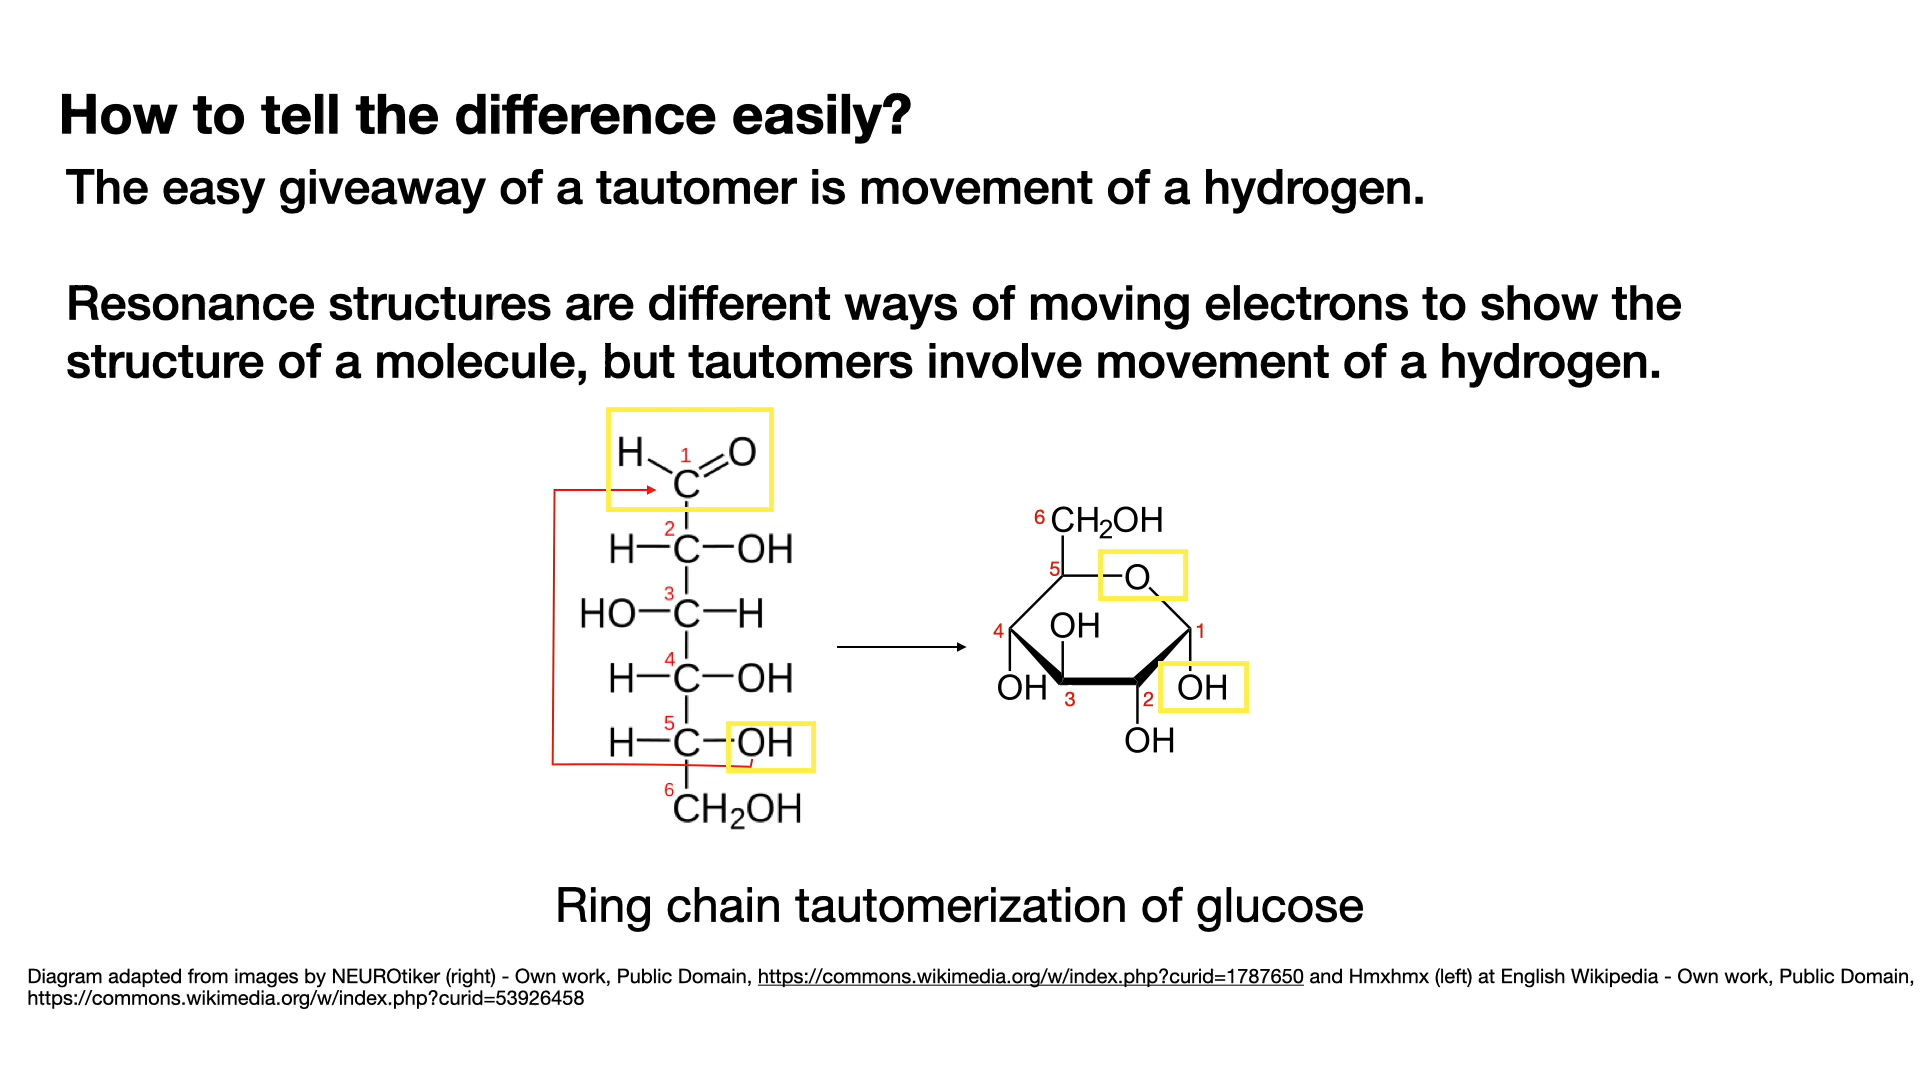 How to tell the difference easily?
The easy giveaway of a tautomer is movement of a hydrogen.
Resonance structures are different ways of moving electrons to show the
structure of a molecule, but tautomers involve movement of a hydrogen.
H 1 O
C
2
H C OH
3
HO C H
4
H C OH
5
H C OH
6
CH₂OH
6 CH₂OH
5 O
4 OH 1
OH 3 2 OH
OH
Ring chain tautomerization of glucose
Diagram adapted from images by NEUROtiker (right) - Own work, Public Domain, https://commons.wikimedia.org/w/index.php?curid=1787650 and Hmxhmx (left) at English Wikipedia - Own work, Public Domain,
https://commons.wikimedia.org/w/index.php?curid=53926458